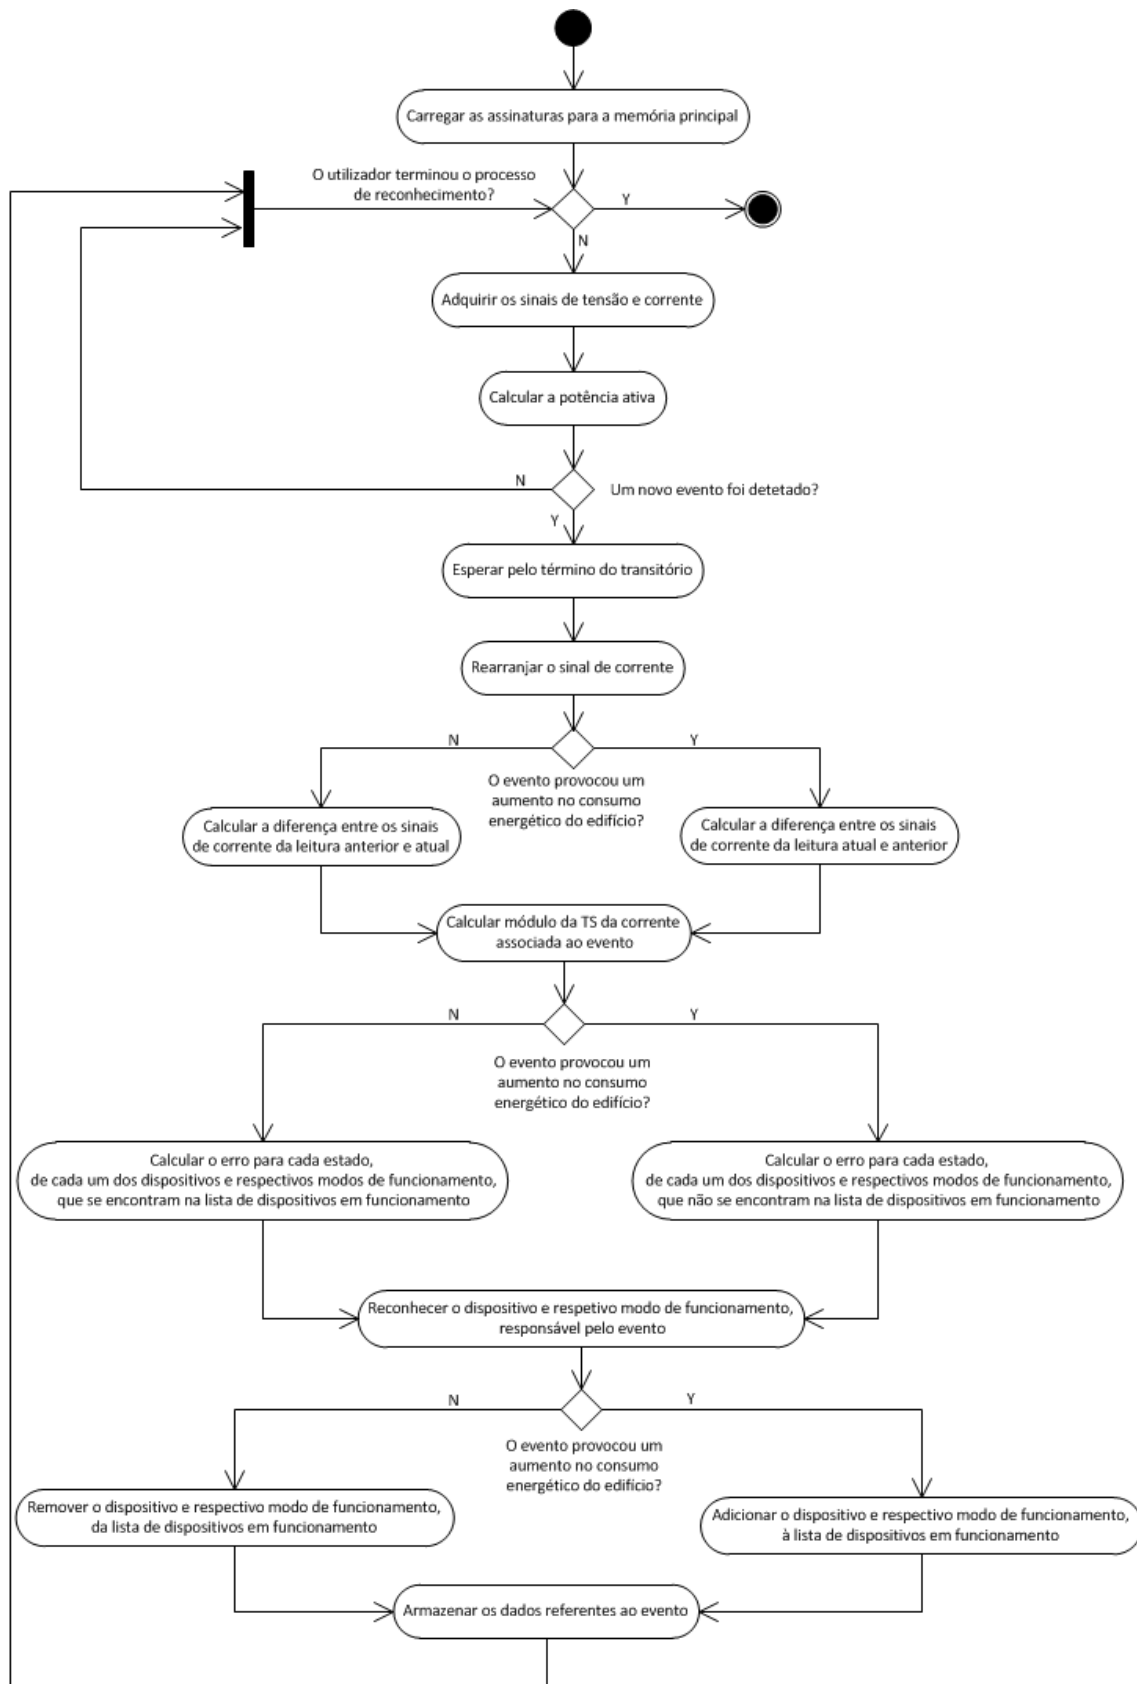 Carregar as assinaturas para a memória principal
O utilizador terminou o processo
de reconhecimento?
Y
N
Adquirir os sinais de tensão e corrente
Calcular a potência ativa
N
Um novo evento foi detetado?
Y
Esperar pelo término do transitório
Rearranjar o sinal de corrente
N
Y
O evento provocou um
aumento no consumo
energético do edifício?
Calcular a diferença entre os sinais
de corrente da leitura anterior e atual
Calcular a diferença entre os sinais
de corrente da leitura atual e anterior
Calcular módulo da TS da corrente
associada ao evento
N
Y
O evento provocou um
aumento no consumo
energético do edifício?
Calcular o erro para cada estado,
de cada um dos dispositivos e respectivos modos de funcionamento,
que se encontram na lista de dispositivos em funcionamento
Calcular o erro para cada estado,
de cada um dos dispositivos e respectivos modos de funcionamento,
que não se encontram na lista de dispositivos em funcionamento
Reconhecer o dispositivo e respetivo modo de funcionamento,
responsável pelo evento
N
Y
O evento provocou um
aumento no consumo
energético do edifício?
Remover o dispositivo e respectivo modo de funcionamento,
da lista de dispositivos em funcionamento
Adicionar o dispositivo e respectivo modo de funcionamento,
à lista de dispositivos em funcionamento
Armazenar os dados referentes ao evento